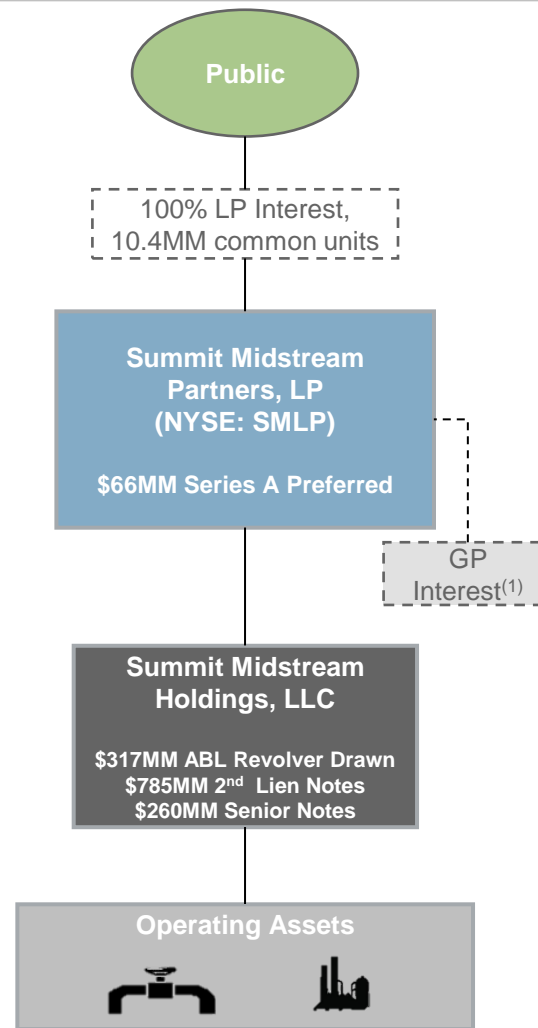 Public
100% LP Interest,
10.4MM common units
Summit Midstream
Partners, LP
(NYSE: SMLP)
$66MM Series A Preferred
GP
Interest(1)
Summit Midstream
Holdings, LLC
$317MM ABL Revolver Drawn
$785MM 2nd Lien Notes
$260MM Senior Notes
Operating Assets